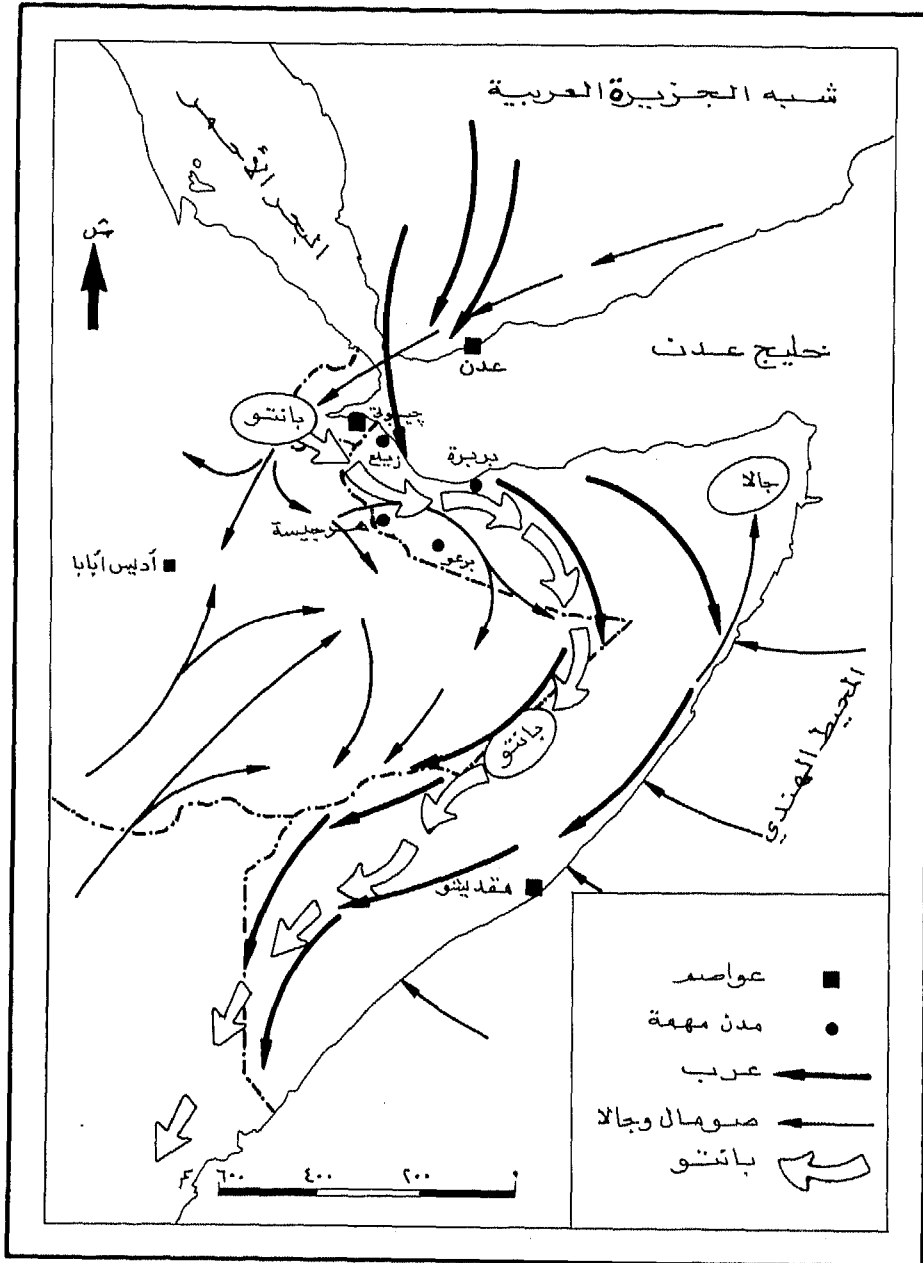 شبه الجزيرة العربية
البحر الأحمر
ش
عدن
خليج عدن
بانتو
جيبوتي
زيلع
بربرة
جالا
هرجيسة
برعو
أديس أبابا
بانتو
المحيط الهندي
مقديشو
عواصم
مدن مهمة
عرب
صومال وجالا
بانتو
٠ ٢٠٠ ٤٠٠ ٦٠٠